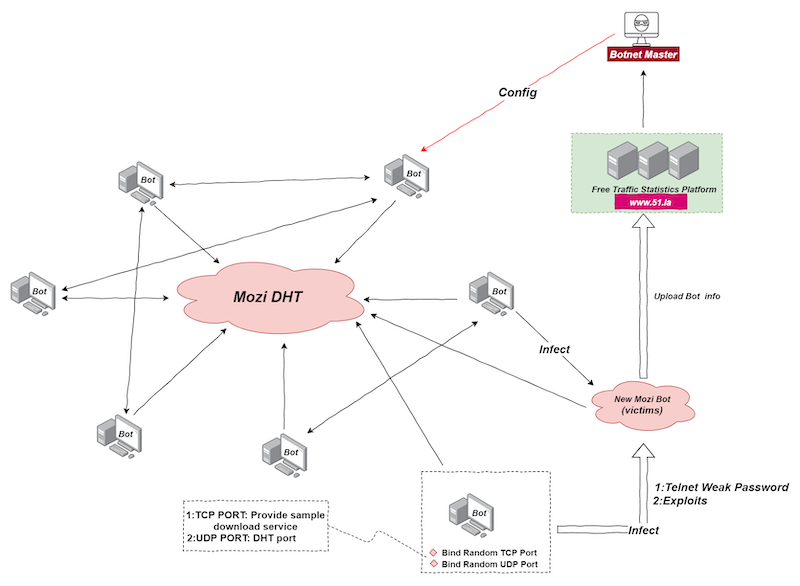 Botnet Master
Config
Free Traffic Statistics Platform
www.51.la
Bot
Bot
Bot
Mozi DHT
Bot
Upload Bot info
Infect
New Mozi Bot
(victims)
Bot
Bot
1:Telnet Weak Password
2:Exploits
1:TCP PORT: Provide sample
download service
2:UDP PORT: DHT port
Bot
Infect
Bind Random TCP Port
Bind Random UDP Port